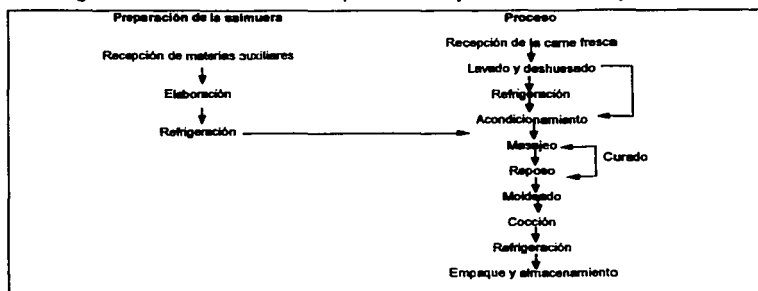 Preparación de la salmuera
Proceso
Recepción de materias auxiliares
Elaboración
Refrigeración
Recepción de la carne fresca
Lavado y deshuesado
Refrigeración
Acondicionamiento
Masajeo
Curado
Reposo
Moldeado
Cocción
Refrigeración
Empaque y almacenamiento